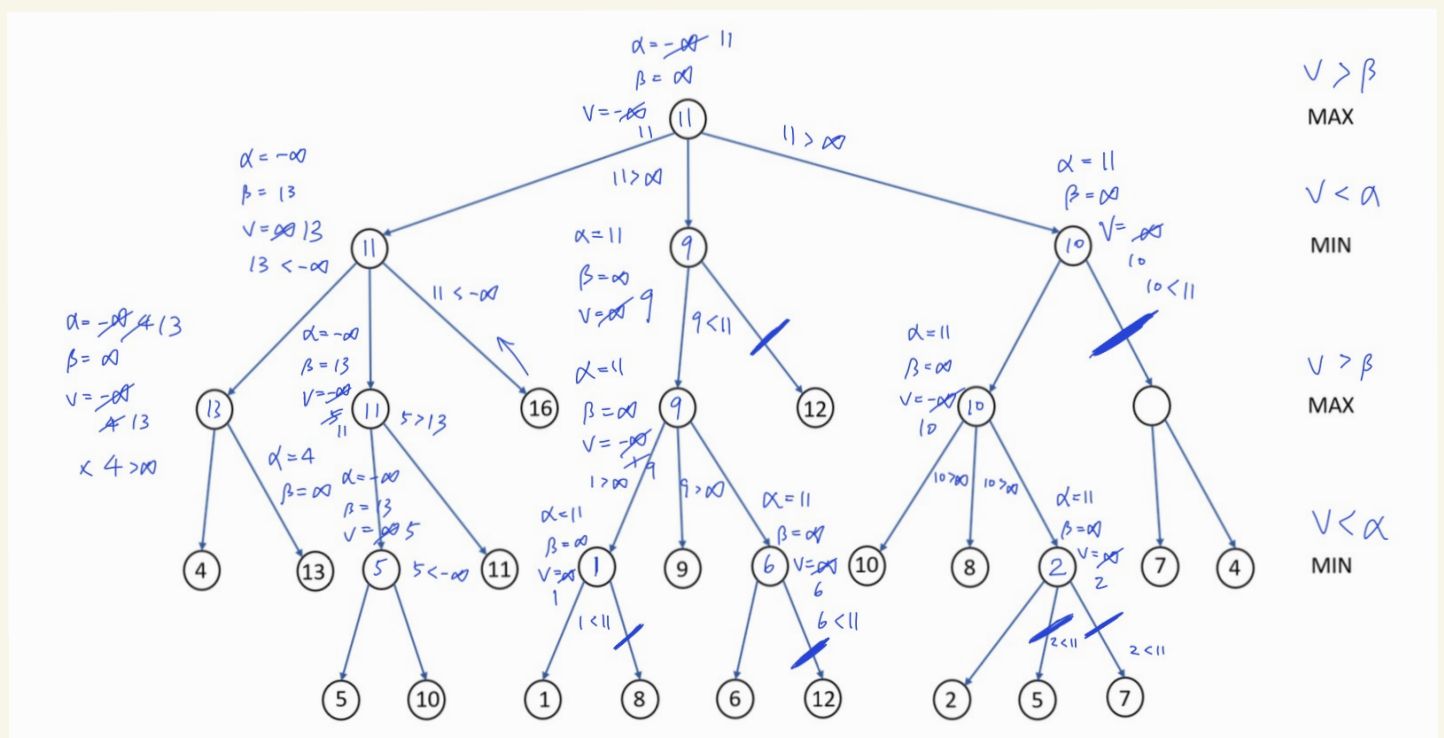 α = -∞ 11
β = ∞
V = -∞
11
11
V > β
MAX
11 > ∞
11 > ∞
α = -∞
β = 13
V = ∞ 13
13 < -∞
11
11 < -∞
α = 11
β = ∞
V = ∞ 9
9
9 < 11
α = 11
β = ∞
V = ∞
10
10
10 < 11
V < α
MIN
α = -∞ 4 13
β = ∞
V = -∞
4 13
× 4 > ∞
13
α = 4
β = ∞
α = -∞
β = 13
V = -∞
5
11
11
5 > 13
16
α = 11
β = ∞
V = -∞
1 9
9
1 > ∞
9 > ∞
12
α = 11
β = ∞
V = -∞
10
10
10 > ∞
10 > ∞
V > β
MAX
4
13
α = -∞
β = 13
V = ∞ 5
5
5 < -∞
11
α = 11
β = ∞
V = ∞
1
1
1 < 11
9
α = 11
β = ∞
V = ∞
6
6
6 < 11
10
8
α = 11
β = ∞
V = ∞
2
2
2 < 11
2 < 11
7
4
V < α
MIN
5
10
1
8
6
12
2
5
7